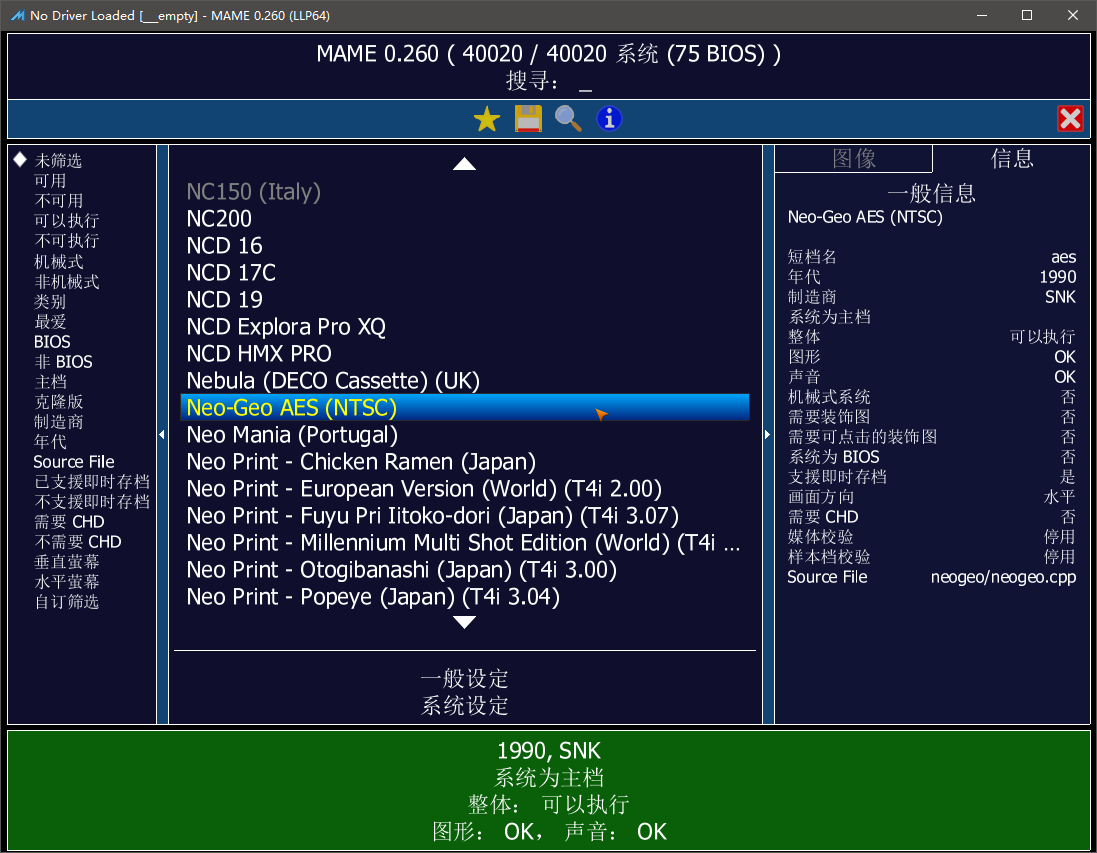 No Driver Loaded [__empty] - MAME 0.260 (LLP64)
MAME 0.260 ( 40020 / 40020 系统 (75 BIOS) )
搜寻： _
未筛选
可用
不可用
可以执行
不可执行
机械式
非机械式
类别
最爱
BIOS
非 BIOS
主档
克隆版
制造商
年代
Source File
已支援即时存档
不支援即时存档
需要 CHD
不需要 CHD
垂直萤幕
水平萤幕
自订筛选
NC150 (Italy)
NC200
NCD 16
NCD 17C
NCD 19
NCD Explora Pro XQ
NCD HMX PRO
Nebula (DECO Cassette) (UK)
Neo-Geo AES (NTSC)
Neo Mania (Portugal)
Neo Print - Chicken Ramen (Japan)
Neo Print - European Version (World) (T4i 2.00)
Neo Print - Fuyu Pri Iitoko-dori (Japan) (T4i 3.07)
Neo Print - Millennium Multi Shot Edition (World) (T4i ...
Neo Print - Otogibanashi (Japan) (T4i 3.00)
Neo Print - Popeye (Japan) (T4i 3.04)
一般设定
系统设定
图像 信息
一般信息
Neo-Geo AES (NTSC)
短档名 aes
年代 1990
制造商 SNK
系统为主档
整体 可以执行
图形 OK
声音 OK
机械式系统 否
需要装饰图 否
需要可点击的装饰图 否
系统为 BIOS 否
支援即时存档 是
画面方向 水平
需要 CHD 否
媒体校验 停用
样本档校验 停用
Source File neogeo/neogeo.cpp
1990, SNK
系统为主档
整体： 可以执行
图形： OK， 声音： OK